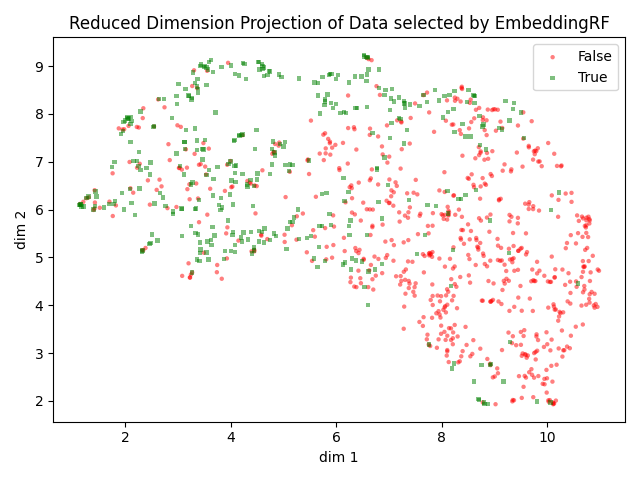 Reduced Dimension Projection of Data selected by EmbeddingRF
False
True
9
8
7
6
5
4
3
2
dim 2
2
4
6
8
10
dim 1